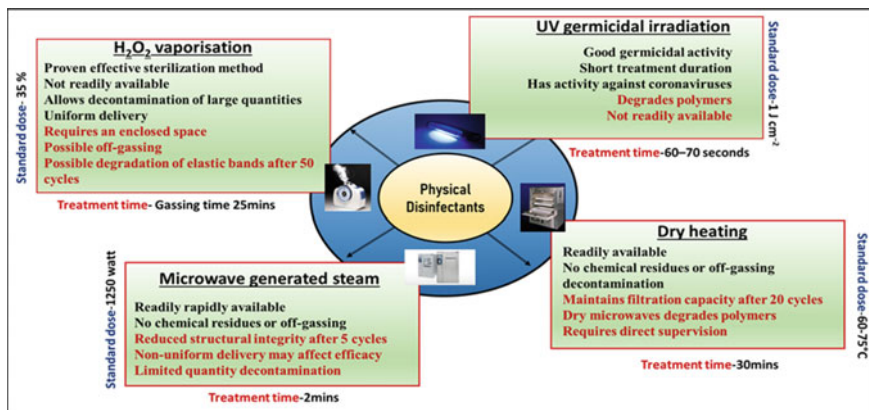 H₂O₂ vaporisation
Proven effective sterilization method
Not readily available
Allows decontamination of large quantities
Uniform delivery
Requires an enclosed space
Possible off-gassing
Possible degradation of elastic bands after 50
cycles
Standard dose- 35 %
Treatment time- Gassing time 25mins
UV germicidal irradiation
Good germicidal activity
Short treatment duration
Has activity against coronaviruses
Degrades polymers
Not readily available
Standard dose-1 J cm⁻²
Treatment time-60–70 seconds
Physical
Disinfectants
Microwave generated steam
Readily rapidly available
No chemical residues or off-gassing
Reduced structural integrity after 5 cycles
Non-uniform delivery may affect efficacy
Limited quantity decontamination
Standard dose-1250 watt
Treatment time-2mins
Dry heating
Readily available
No chemical residues or off-gassing
decontamination
Maintains filtration capacity after 20 cycles
Dry microwaves degrades polymers
Requires direct supervision
Standard dose-60-75°C
Treatment time-30mins